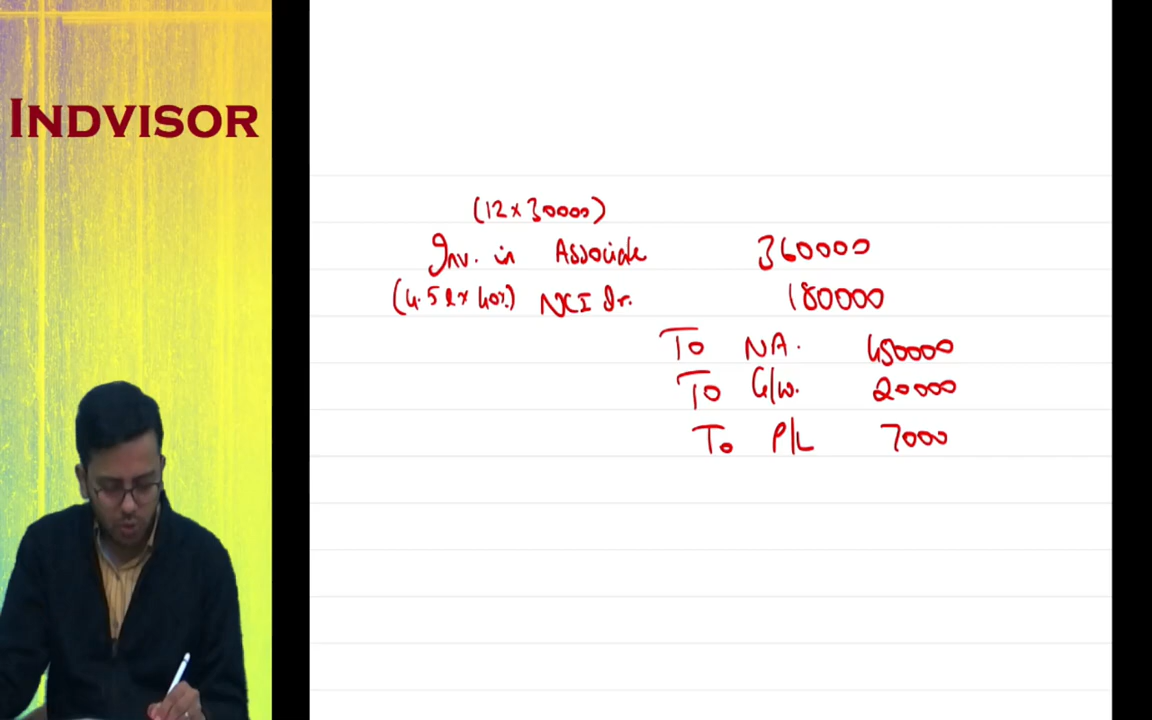 INDVISOR
(12 x 30000)
Inv. in Associate 360000
(4.5 l x 40%) NCI Dr. 180000
To NA. 450000
To G/w. 20000
To P/L 7000